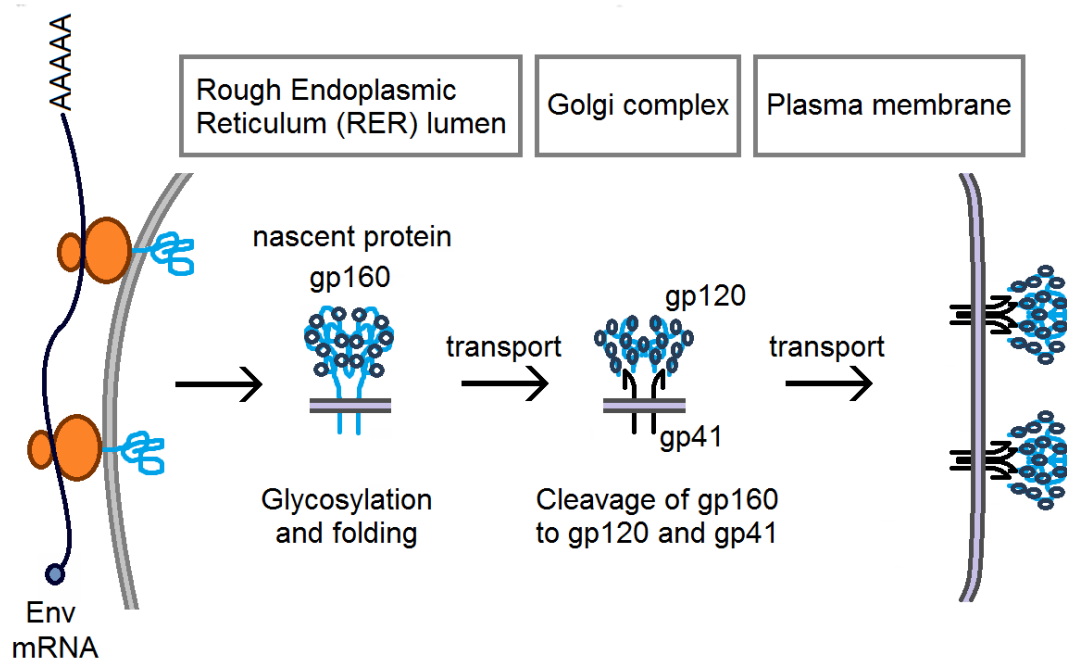 AAAAA
Rough Endoplasmic
Reticulum (RER) lumen
Golgi complex
Plasma membrane
nascent protein
gp160
gp120
transport
transport
gp41
Glycosylation
and folding
Cleavage of gp160
to gp120 and gp41
Env
mRNA